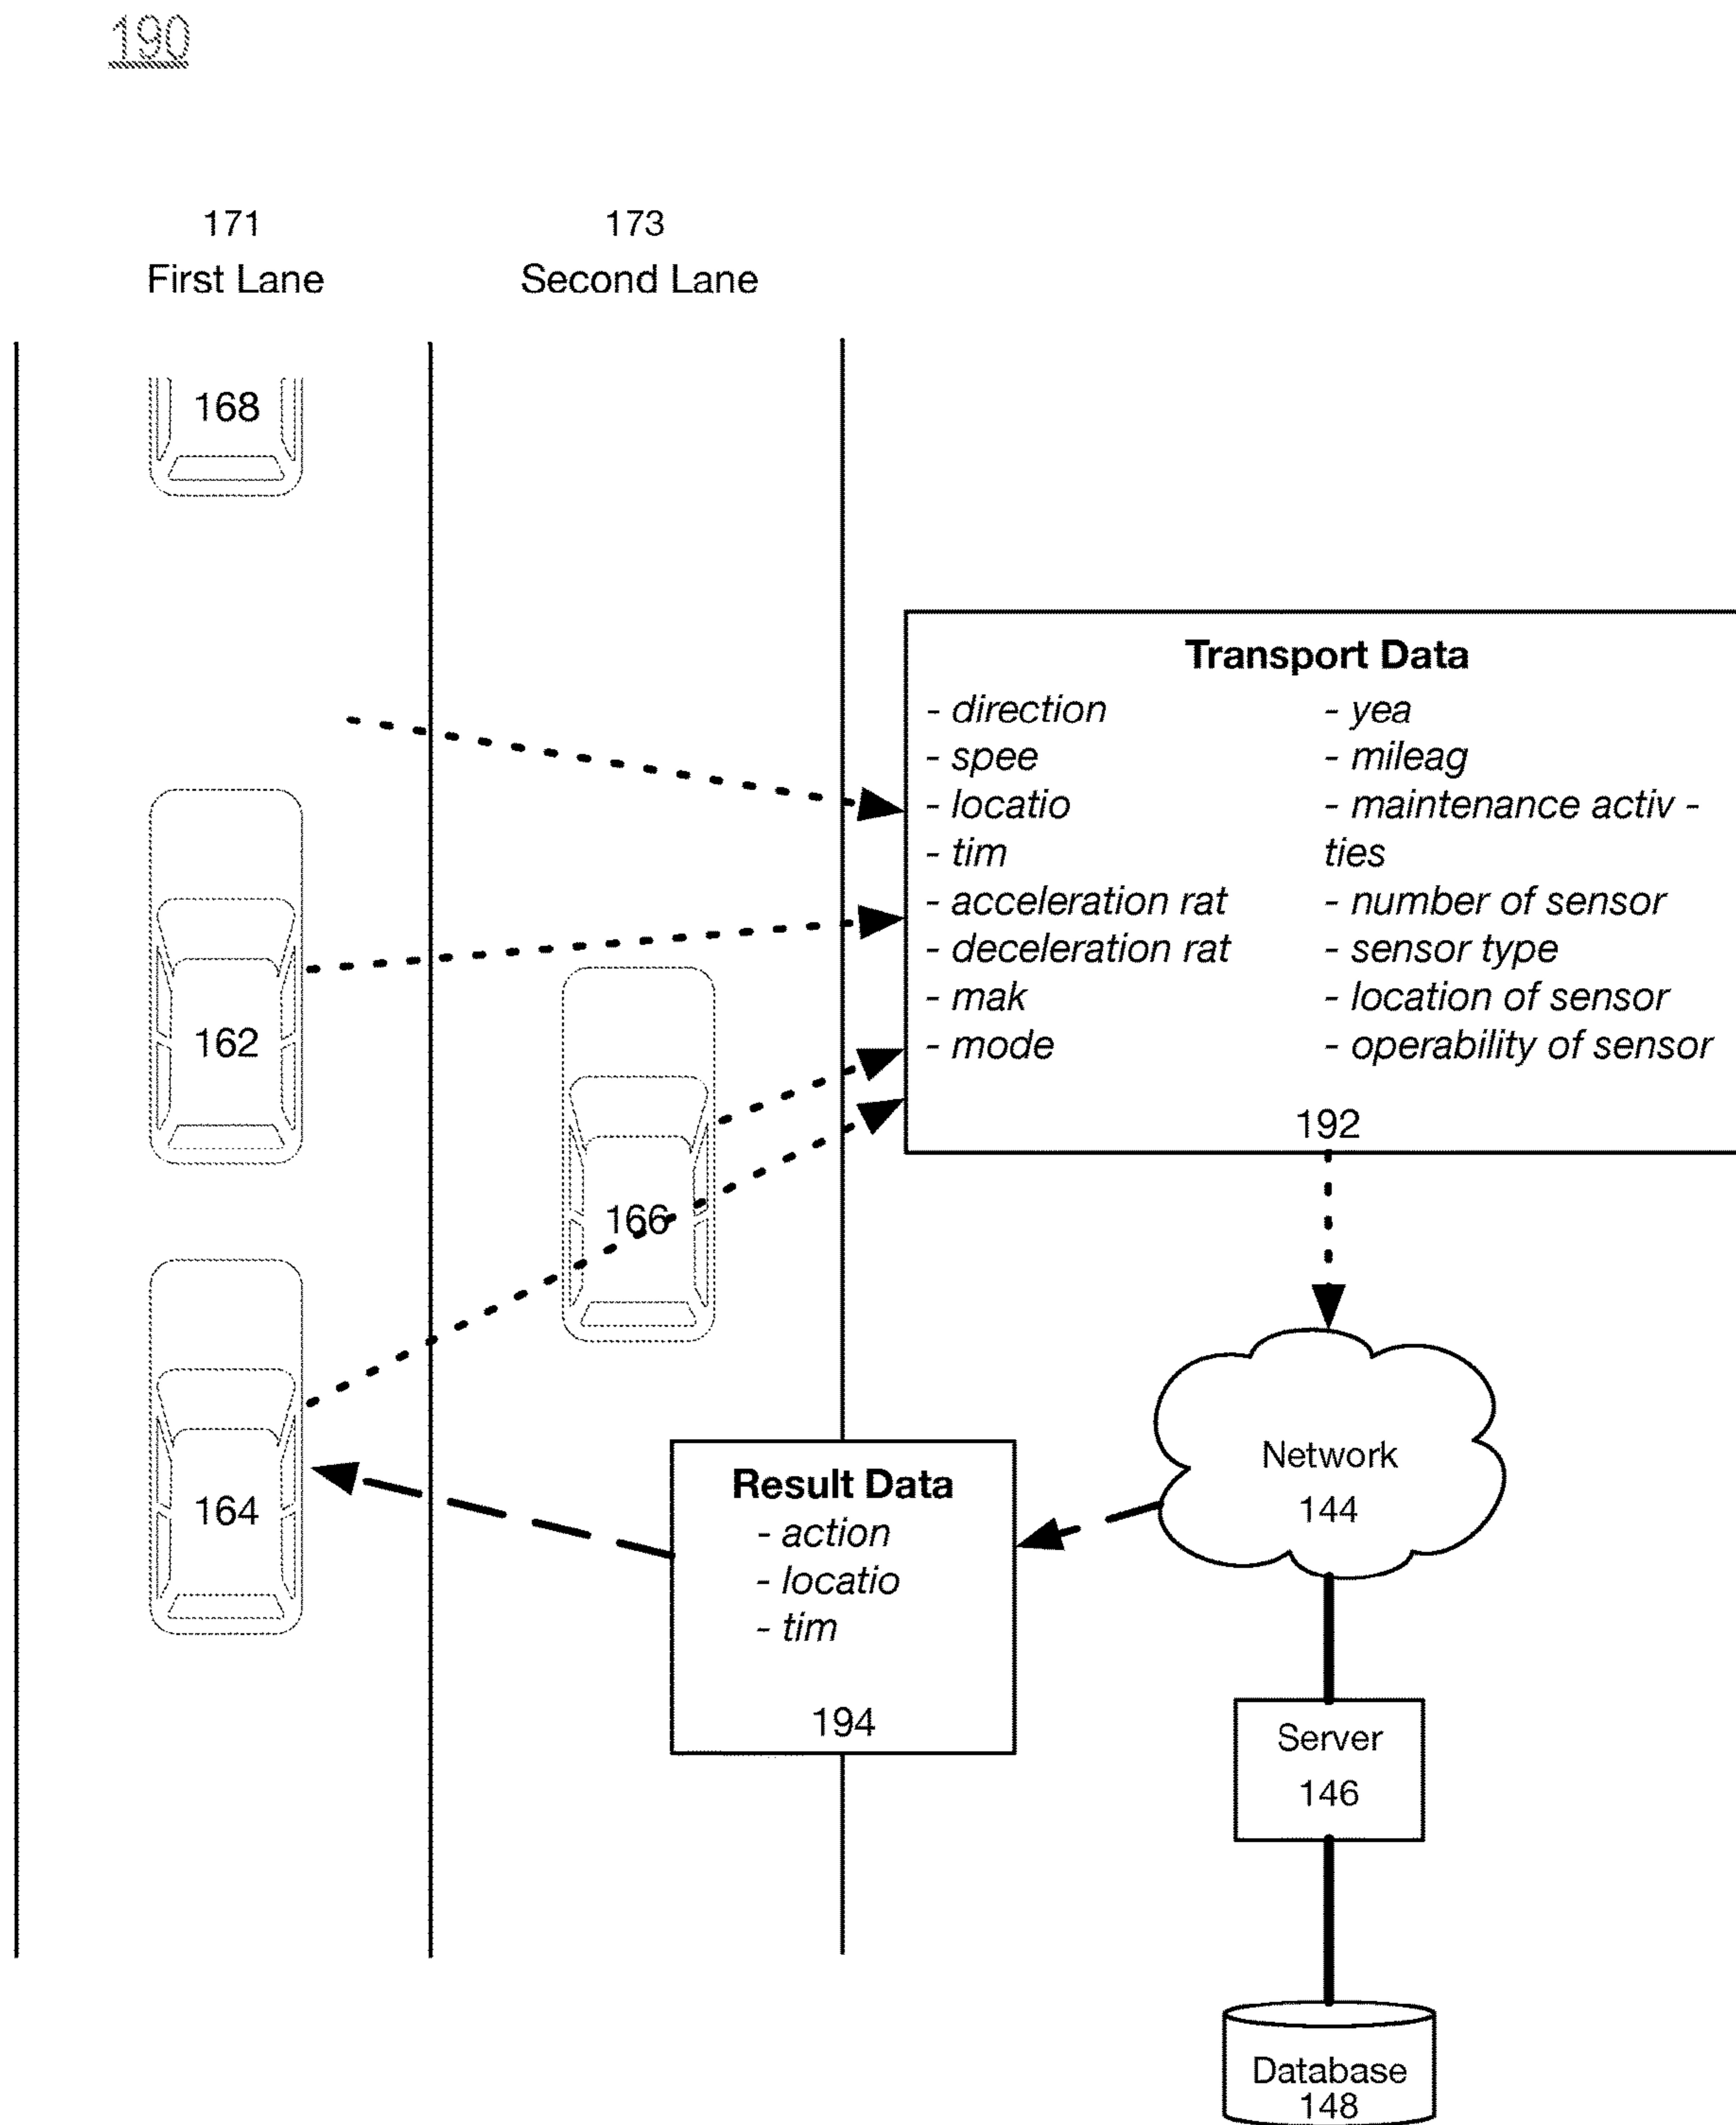 190
171
First Lane
173
Second Lane
168
162
166
164
Transport Data
- direction
- spee
- locatio
- tim
- acceleration rat
- deceleration rat
- mak
- mode
- yea
- mileag
- maintenance activ -
ties
- number of sensor
- sensor type
- location of sensor
- operability of sensor
192
Network
144
Result Data
- action
- locatio
- tim
194
Server
146
Database
148